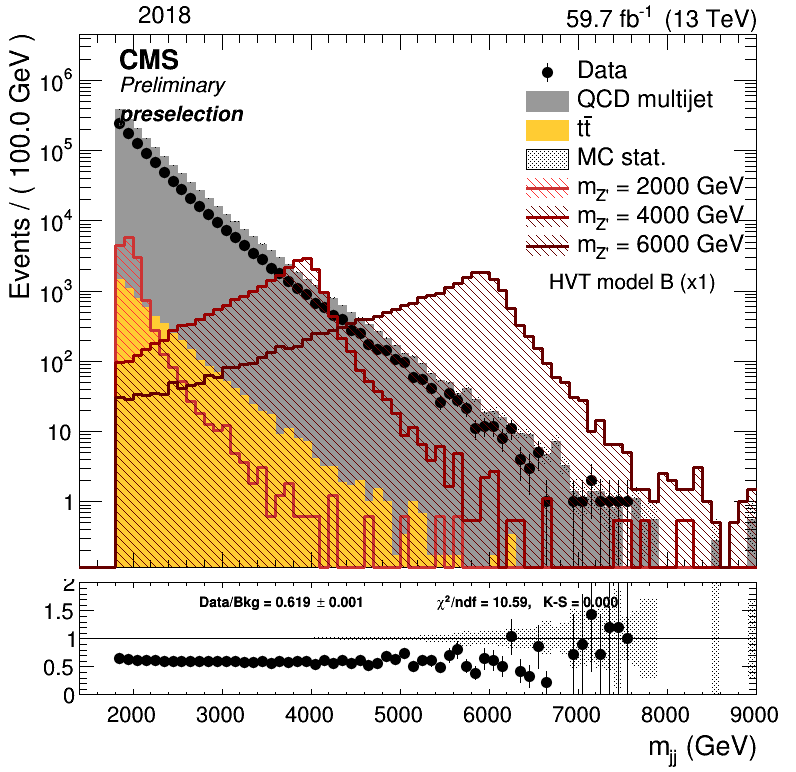 2018
59.7 fb⁻¹ (13 TeV)
CMS
Preliminary
preselection
Data
QCD multijet
tt̄
MC stat.
m_Z' = 2000 GeV
m_Z' = 4000 GeV
m_Z' = 6000 GeV
HVT model B (x1)
Events / ( 100.0 GeV )
10⁶
10⁵
10⁴
10³
10²
10
1
Data/Bkg = 0.619 ± 0.001
χ²/ndf = 10.59, K-S = 0.000
2
1.5
1
0.5
0
2000 3000 4000 5000 6000 7000 8000 9000
m_jj (GeV)